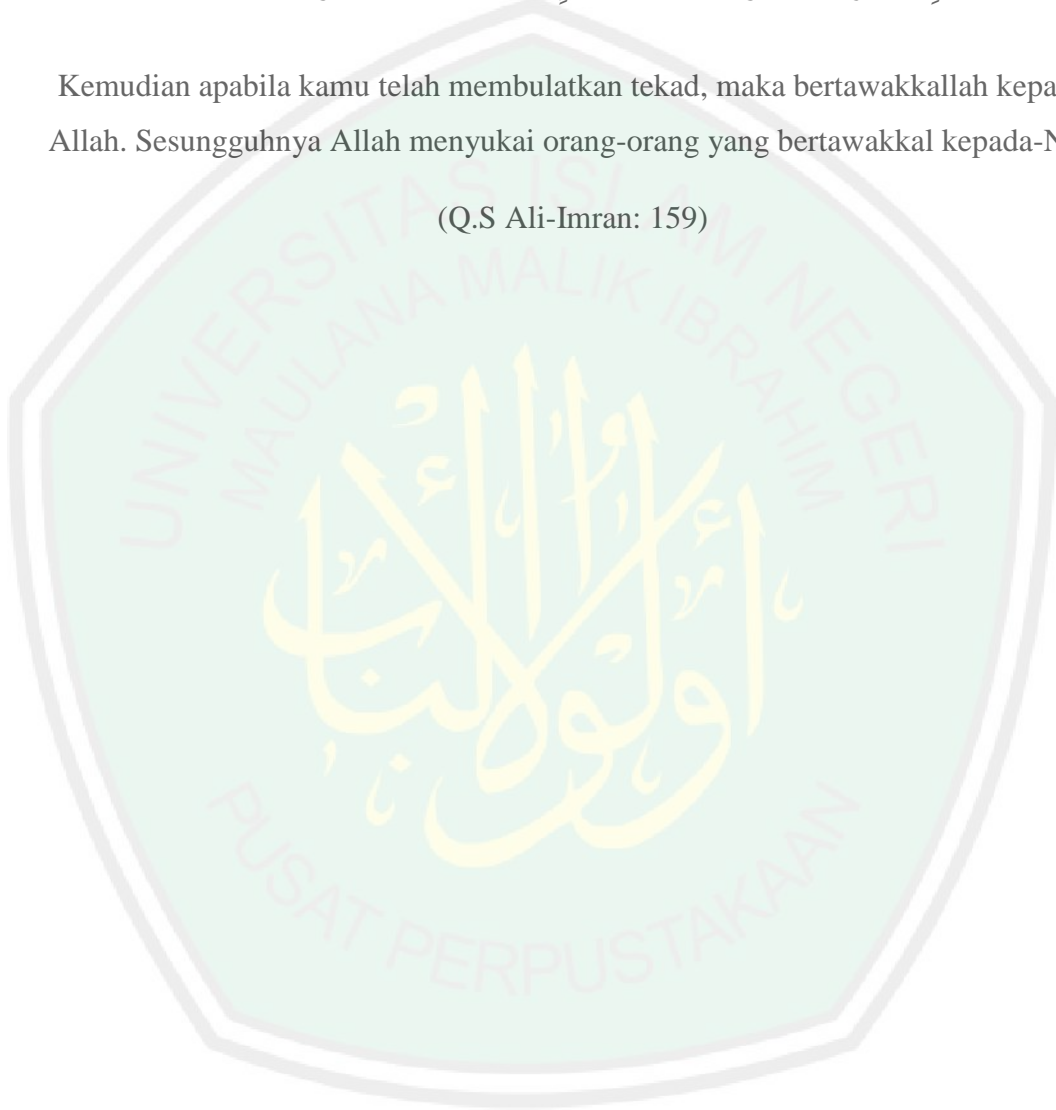 Kemudian apabila kamu telah membulatkan tekad, maka bertawakkallah kepa
Allah. Sesungguhnya Allah menyukai orang-orang yang bertawakkal kepada-N
(Q.S Ali-Imran: 159)
UNIVERSITAS ISLAM NEGERI
MAULANA MALIK IBRAHIM
أولوا الألباب
PUSAT PERPUSTAKAAN